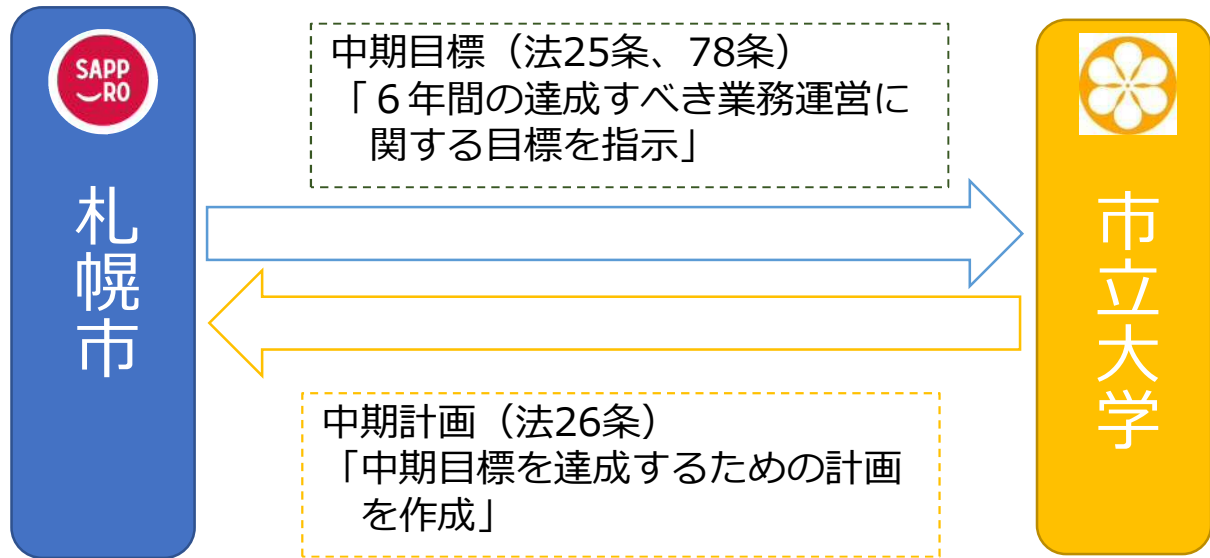 SAPP
RO
札幌市
中期目標（法25条、78条）
「６年間の達成すべき業務運営に
関する目標を指示」
中期計画（法26条）
「中期目標を達成するための計画
を作成」
市立大学